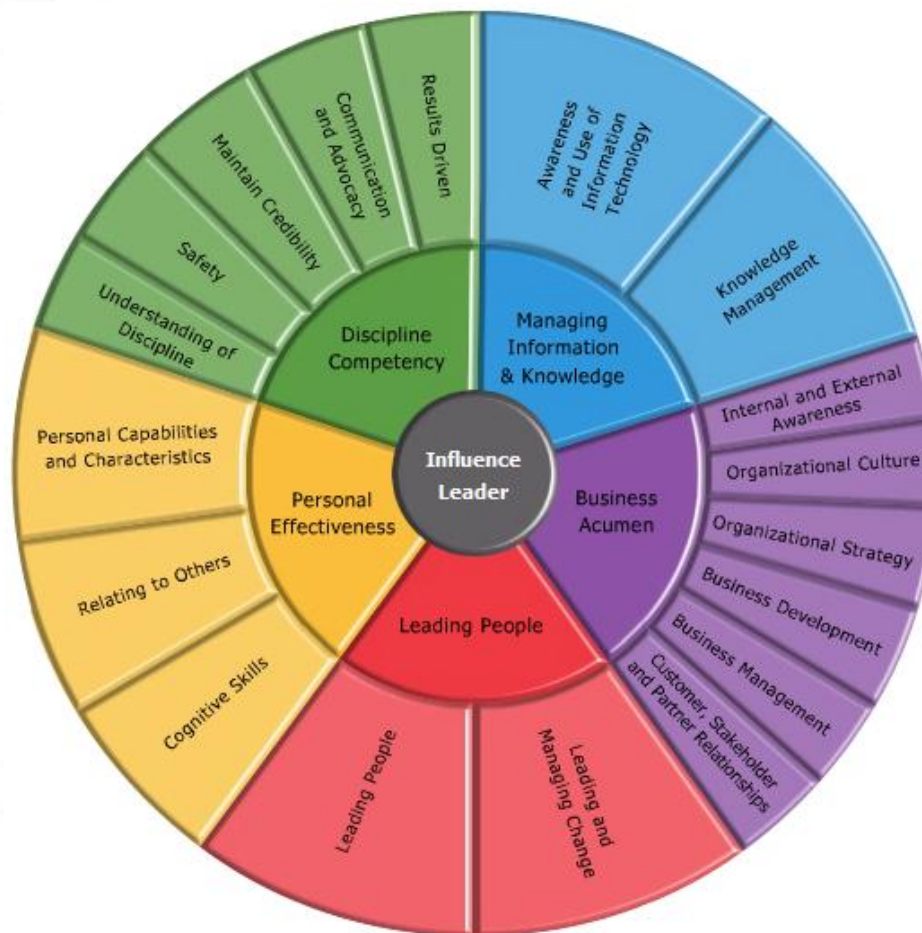 Influence
Leader
Discipline
Competency
Managing
Information
& Knowledge
Business
Acumen
Leading People
Personal
Effectiveness
Understanding of
Discipline
Safety
Maintain Credibility
Communication
and Advocacy
Results Driven
Awareness
and Use of
Information
Technology
Knowledge
Management
Internal and External
Awareness
Organizational Culture
Organizational Strategy
Business Development
Business Management
Customer, Stakeholder
and Partner Relationships
Leading and
Managing Change
Leading People
Cognitive Skills
Relating to Others
Personal Capabilities
and Characteristics